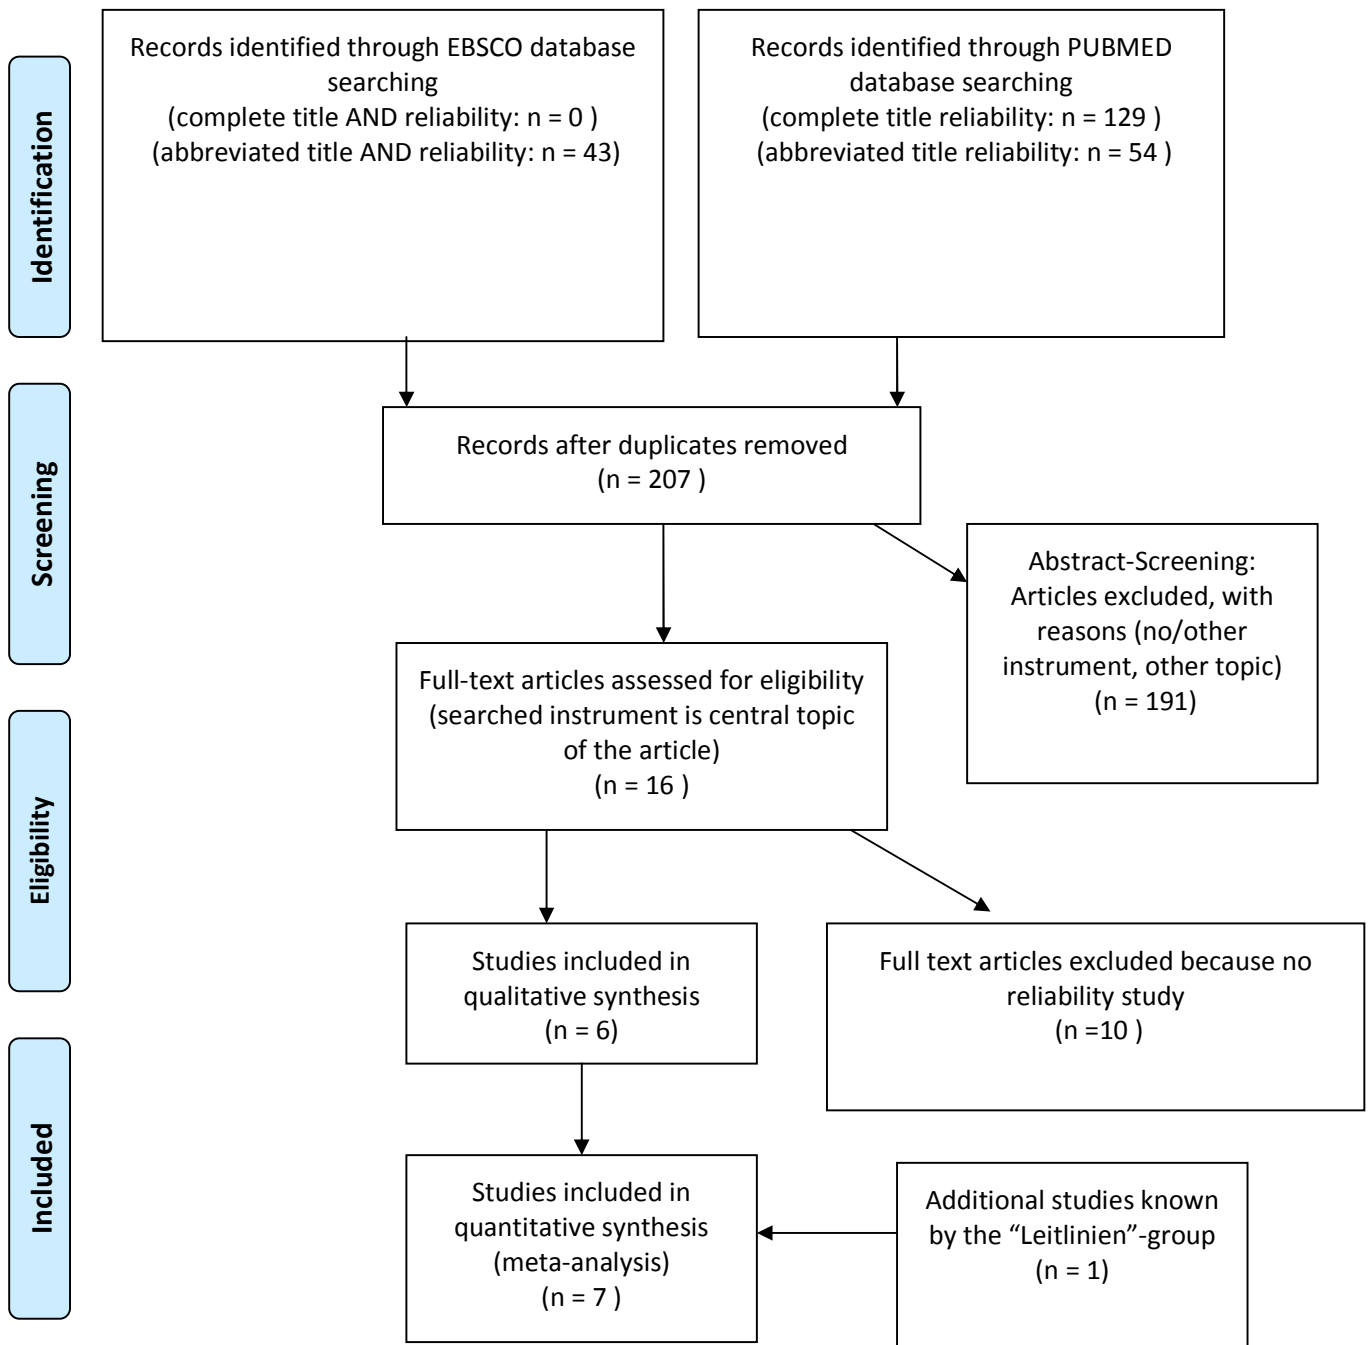 Identification
Records identified through EBSCO database
searching
(complete title AND reliability: n = 0 )
(abbreviated title AND reliability: n = 43)
Records identified through PUBMED
database searching
(complete title reliability: n = 129 )
(abbreviated title reliability: n = 54 )
Screening
Records after duplicates removed
(n = 207 )
Abstract-Screening:
Articles excluded, with
reasons (no/other
instrument, other topic)
(n = 191)
Eligibility
Full-text articles assessed for eligibility
(searched instrument is central topic
of the article)
(n = 16 )
Studies included in
qualitative synthesis
(n = 6)
Full text articles excluded because no
reliability study
(n =10 )
Included
Studies included in
quantitative synthesis
(meta-analysis)
(n = 7 )
Additional studies known
by the “Leitlinien”-group
(n = 1)